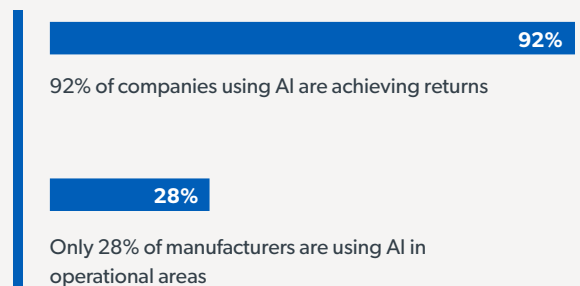 92%
92% of companies using AI are achieving returns
28%
Only 28% of manufacturers are using AI in
operational areas